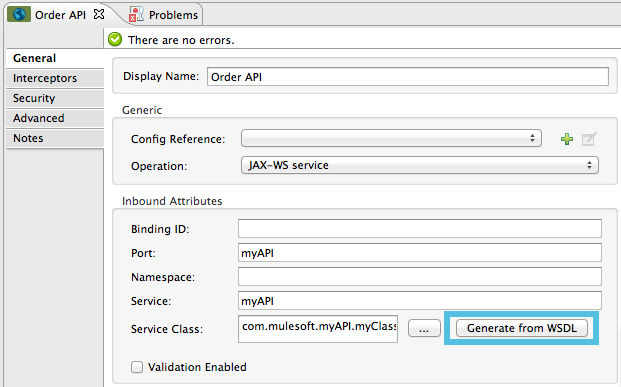 Order API
Problems
There are no errors.
General
Interceptors
Security
Advanced
Notes
Display Name: Order API
Generic
Config Reference:
Operation: JAX-WS service
Inbound Attributes
Binding ID:
Port: myAPI
Namespace:
Service: myAPI
Service Class: com.mulesoft.myAPI.myClass ... Generate from WSDL
Validation Enabled